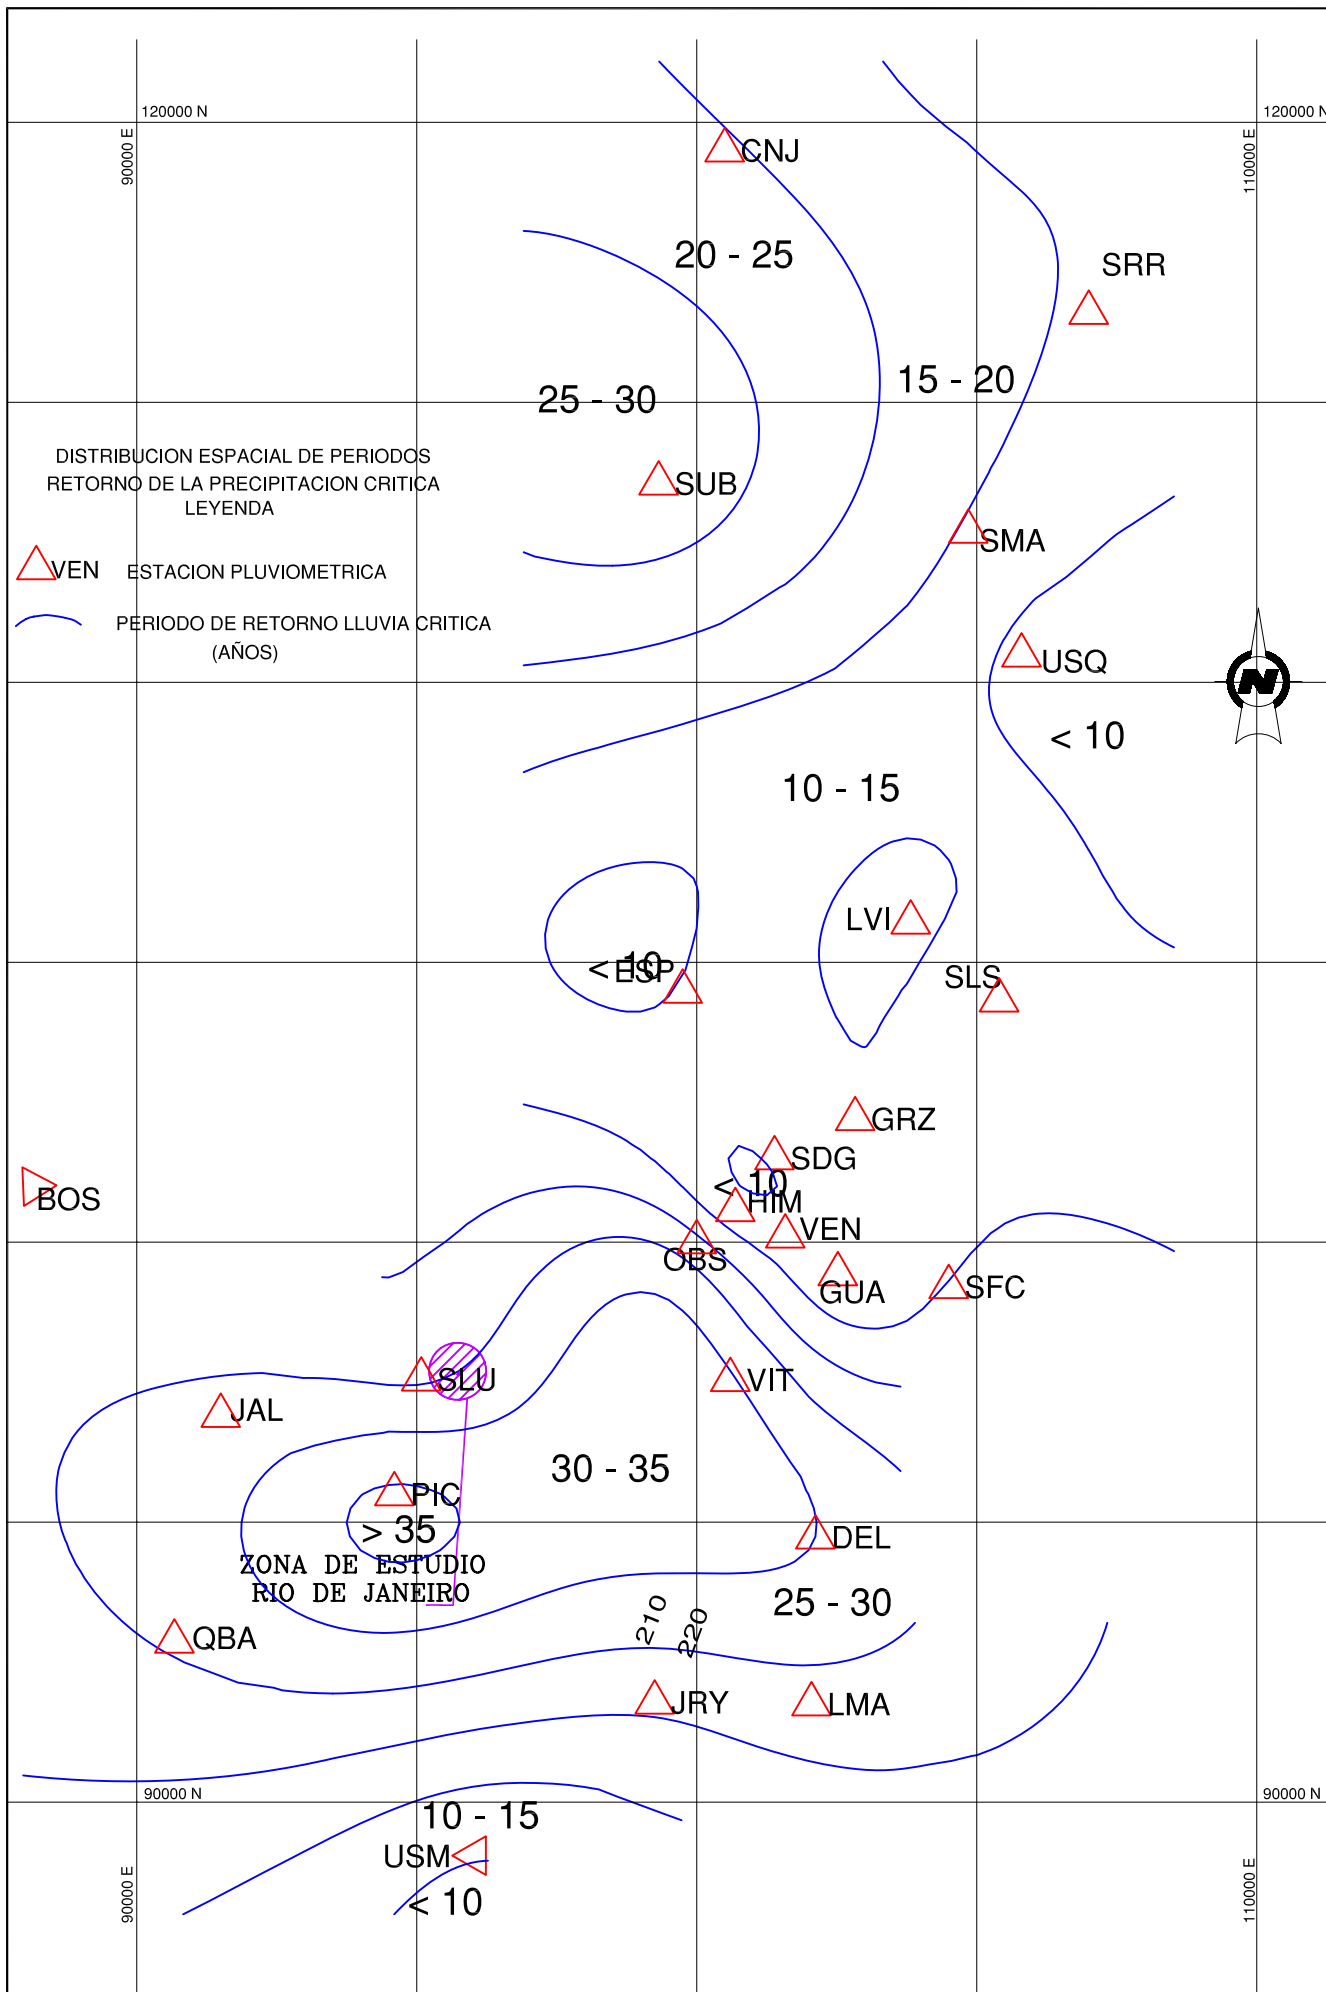 120000 N
120000 N
90000 E
110000 E
CNJ
20 - 25
SRR
15 - 20
25 - 30
DISTRIBUCION ESPACIAL DE PERIODOS
RETORNO DE LA PRECIPITACION CRITICA
LEYENDA
SUB
SMA
VEN
ESTACION PLUVIOMETRICA
PERIODO DE RETORNO LLUVIA CRITICA
(AÑOS)
USQ
N
< 10
10 - 15
LVI
< 10
ESP
SLS
GRZ
SDG
< 10
BOS
HIM
VEN
OBS
GUA
SFC
SLU
VIT
JAL
30 - 35
PIC
> 35
DEL
ZONA DE ESTUDIO
RIO DE JANEIRO
25 - 30
210
220
QBA
JRY
LMA
90000 N
90000 N
10 - 15
USM
< 10
90000 E
110000 E